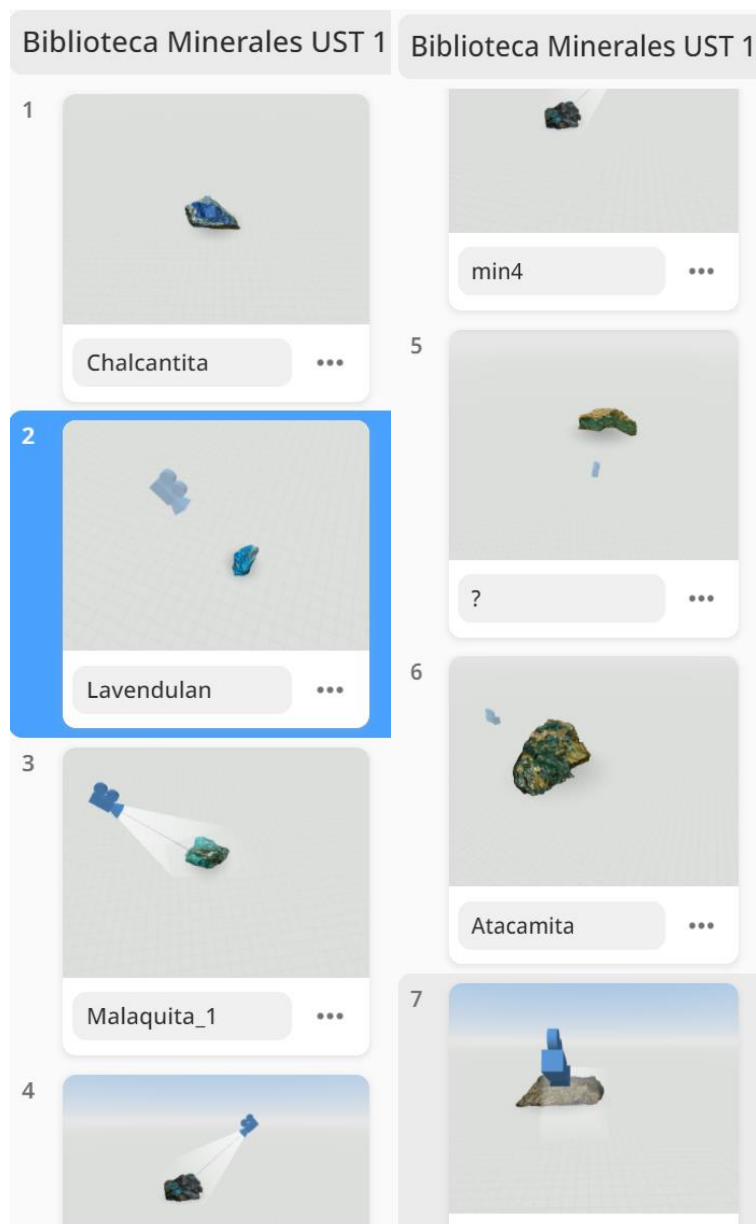 Biblioteca Minerales UST 1
1
Chalcantita
2
Lavendulan
3
Malaquita_1
4
Biblioteca Minerales UST 1
min4
5
?
6
Atacamita
7